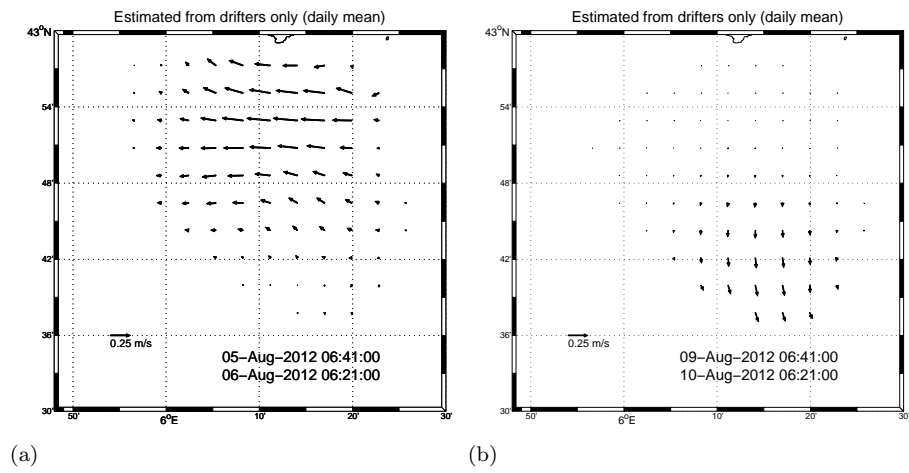 Estimated from drifters only (daily mean)
43°N
54'
48'
42'
36'
30'
0.25 m/s
05−Aug−2012 06:41:00
06−Aug−2012 06:21:00
50'
6°E
10'
20'
30'
(a)
Estimated from drifters only (daily mean)
43°N
54'
48'
42'
36'
30'
0.25 m/s
09−Aug−2012 06:41:00
10−Aug−2012 06:21:00
50'
6°E
10'
20'
30'
(b)